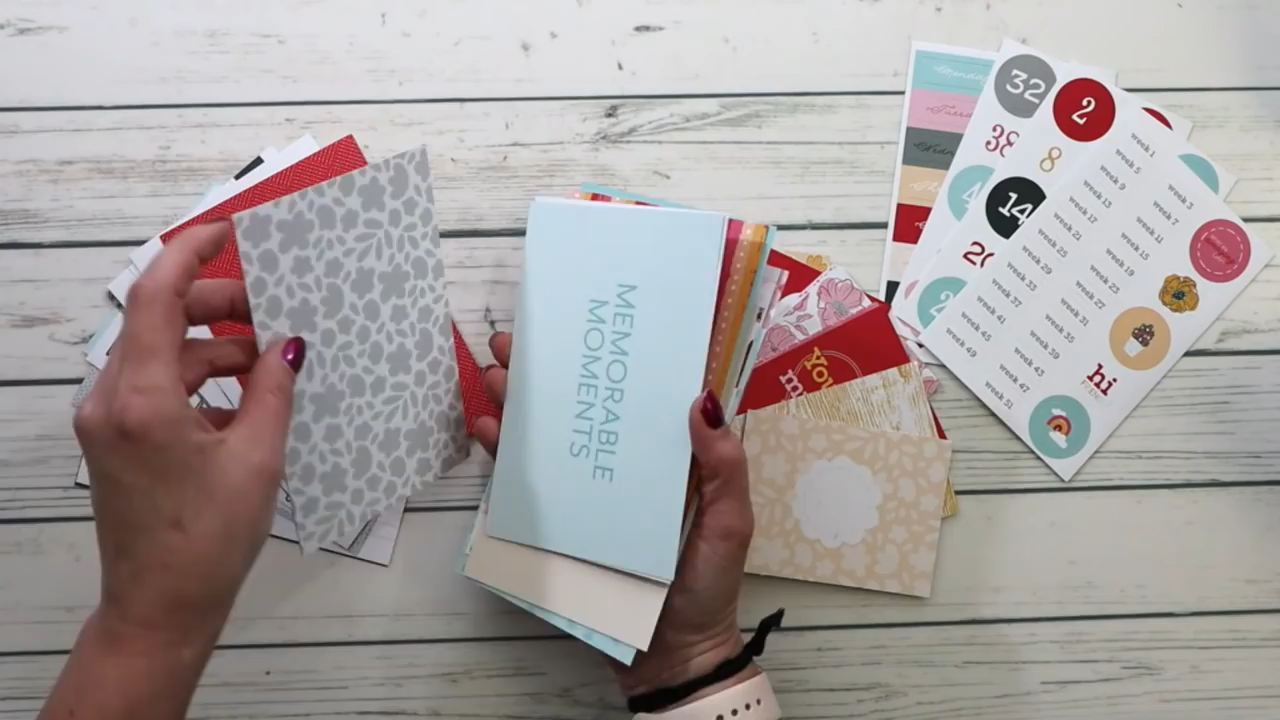 MEMORABLE
MOMENTS
you
32
2
38
8
14
week 1
week 3
week 5
week 7
week 9
week 11
week 13
week 15
week 17
week 19
week 21
week 23
week 25
week 27
week 29
week 31
week 33
week 35
week 37
week 39
week 41
week 43
week 45
week 47
week 49
week 51
hi